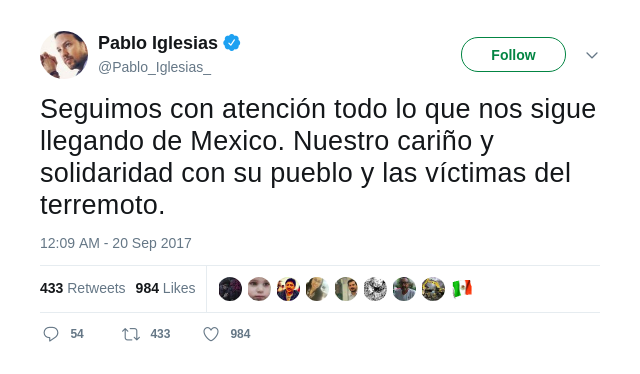 Pablo Iglesias
@Pablo_Iglesias_
Follow
Seguimos con atención todo lo que nos sigue
llegando de Mexico. Nuestro cariño y
solidaridad con su pueblo y las víctimas del
terremoto.
12:09 AM - 20 Sep 2017
433 Retweets 984 Likes
54 433 984